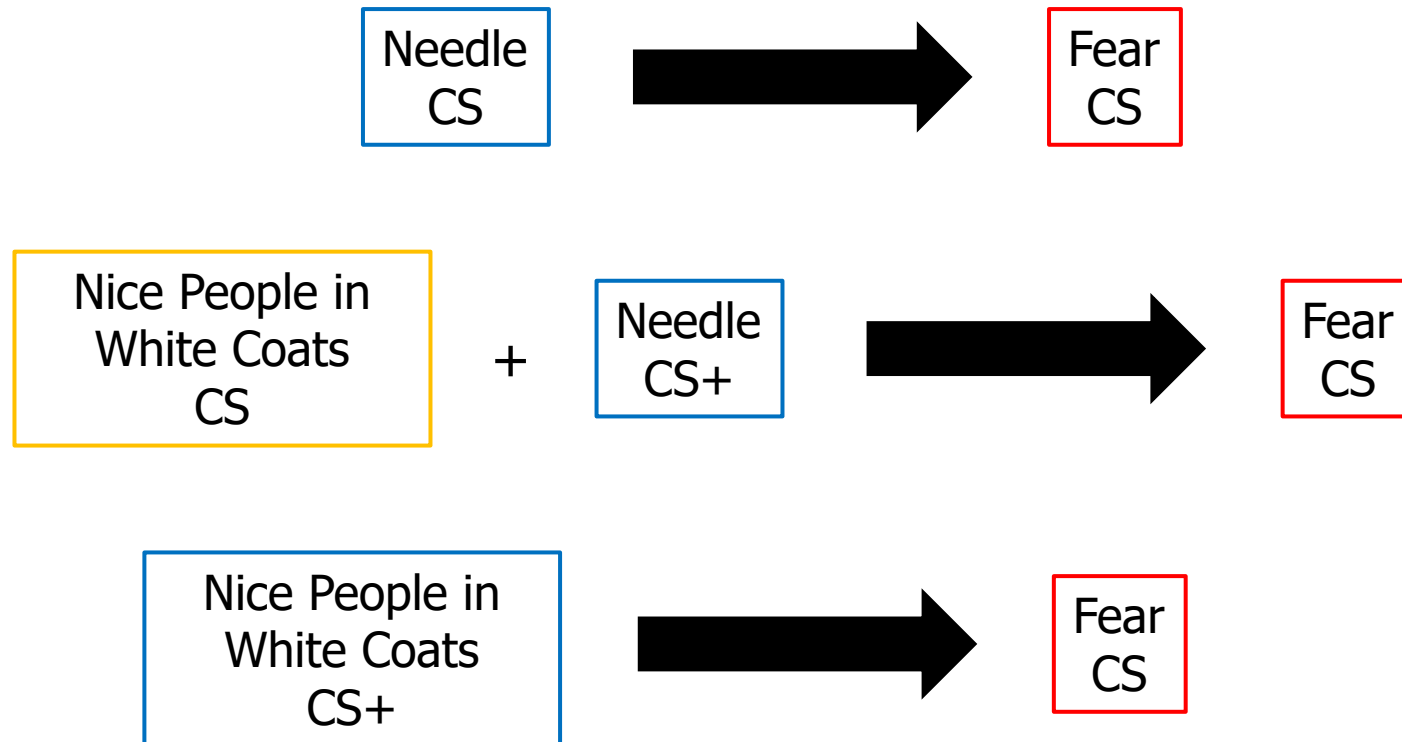 Needle
CS
Fear
CS
Nice People in
White Coats
CS
+
Needle
CS+
Fear
CS
Nice People in
White Coats
CS+
Fear
CS